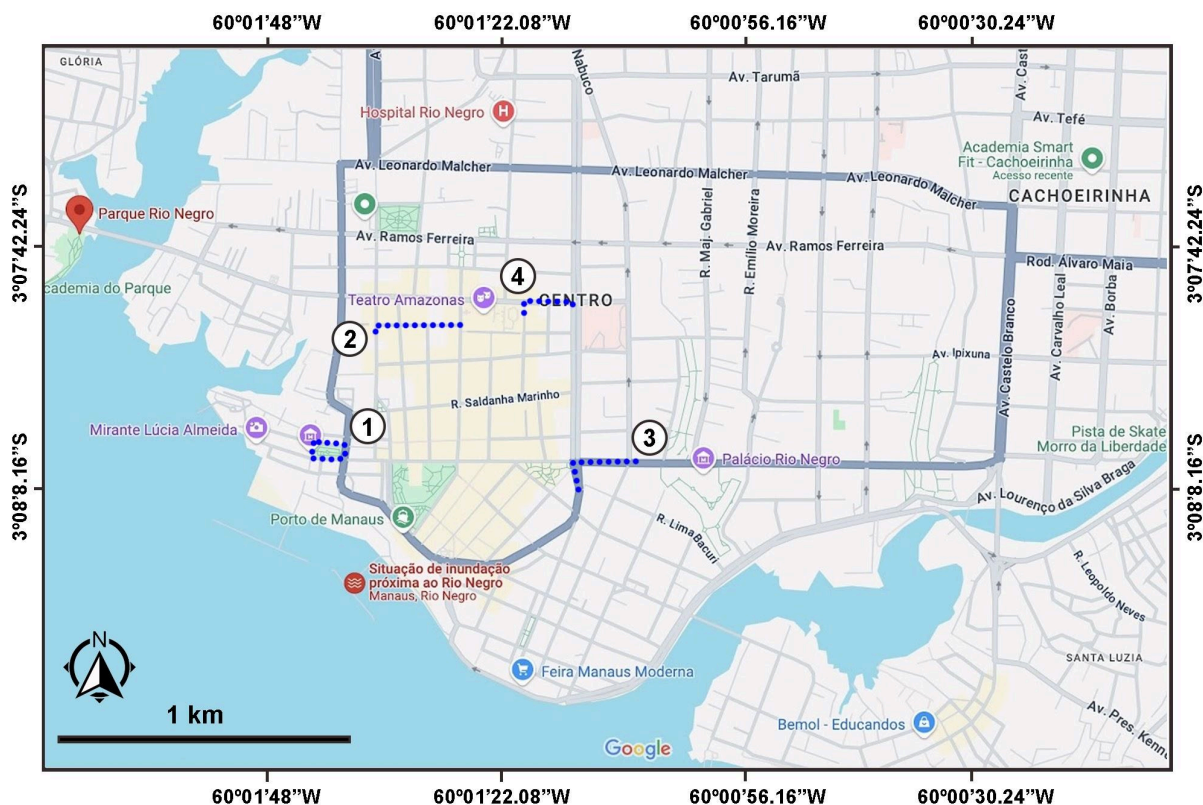 60°01'48''W
60°01'22.08''W
60°00'56.16''W
60°00'30.24''W
GLÓRIA
A
Nabuco
Av. Tarumã
Av. Cast
Hospital Rio Negro
H
Av. Tefé
Academia Smart
Fit - Cachoeirinha
Acesso recente
Av. Leonardo Malcher
Av. Leonardo Malcher
Av. Leonardo Malcher
CACHOEIRINHA
3°07'42.24''S
Parque Rio Negro
R. Maj. Gabriel
R. Emílio Moreira
3°07'42.24''S
Av. Ramos Ferreira
Av. Ramos Ferreira
Rod. Álvaro Maia
cademia do Parque
4
Teatro Amazonas
CENTRO
Av. Carvalho Leal
Av. Borba
2
Av. Ipixuna
Av. Castelo Branco
R. Saldanha Marinho
Mirante Lúcia Almeida
1
3
Pista de Skate
Morro da Liberdade
Palácio Rio Negro
3°08'8.16''S
3°08'8.16''S
Av. Lourenço da Silva Braga
Porto de Manaus
R. Lima Bacuri
Situação de inundação
próxima ao Rio Negro
Manaus, Rio Negro
R. Leopoldo Neves
N
SANTA LUZIA
Feira Manaus Moderna
1 km
Bemol - Educandos
Av. Pres. Kenn
Google
60°01'48''W
60°01'22.08''W
60°00'56.16''W
60°00'30.24''W